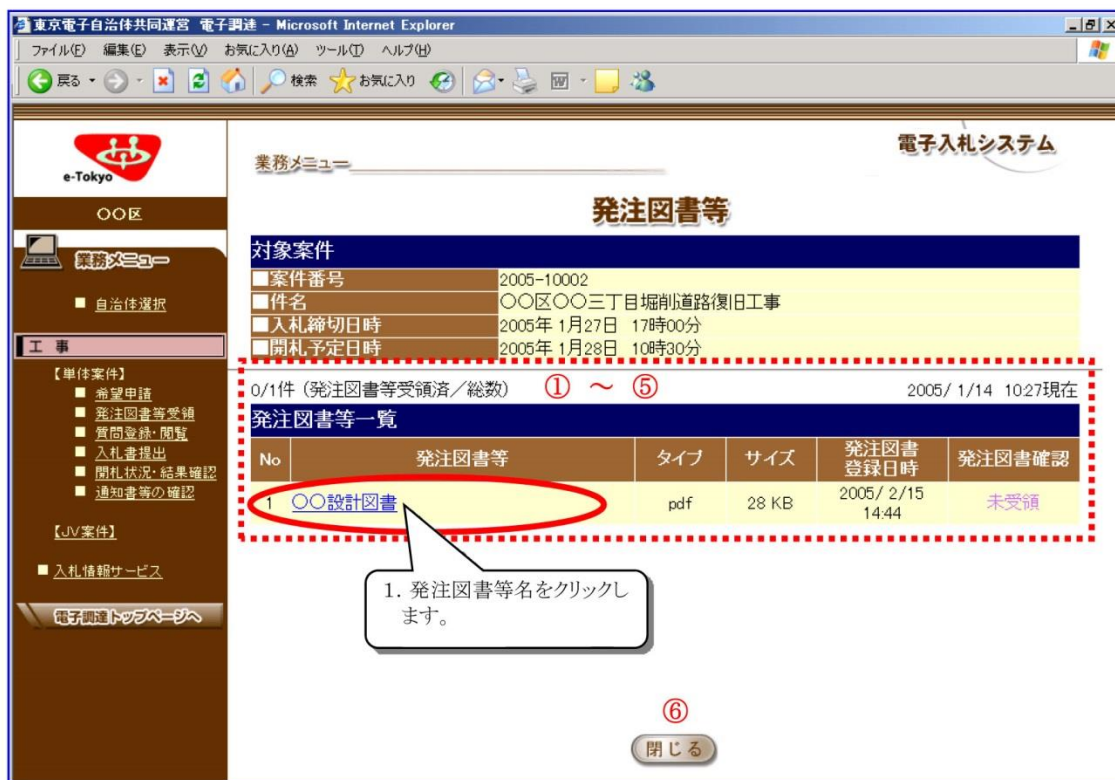 東京電子自治体共同運営 電子調達 - Microsoft Internet Explorer
ファイル(F) 編集(E) 表示(V) お気に入り(A) ツール(T) ヘルプ(H)
戻る 検索 お気に入り
e-Tokyo
○○区
業務メニュー
■ 自治体選択
工 事
【単体案件】
■ 希望申請
■ 発注図書等受領
■ 質問登録・閲覧
■ 入札書提出
■ 開札状況・結果確認
■ 通知書等の確認
【JV案件】
■ 入札情報サービス
電子調達トップページへ
業務メニュー
電子入札システム
発注図書等
対象案件
■案件番号 2005-10002
■件名 ○○区○○三丁目堀削道路復旧工事
■入札締切日時 2005年 1月27日 17時00分
■開札予定日時 2005年 1月28日 10時30分
0/1件 (発注図書等受領済/総数) ① ~ ⑤ 2005/ 1/14 10:27現在
発注図書等一覧
No 発注図書等 タイプ サイズ 発注図書登録日時 発注図書確認
1 ○○設計図書 pdf 28 KB 2005/ 2/15 14:44 未受領
1. 発注図書等名をクリックし
ます。
⑥
閉じる